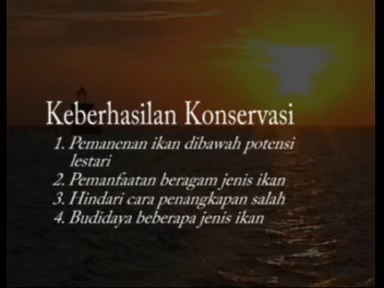 Keberhasilan Konservasi
1. Pemanenan ikan dibawah potensi
lestari
2. Pemanfaatan beragam jenis ikan
3. Hindari cara penangkapan salah
4. Budidaya beberapa jenis ikan